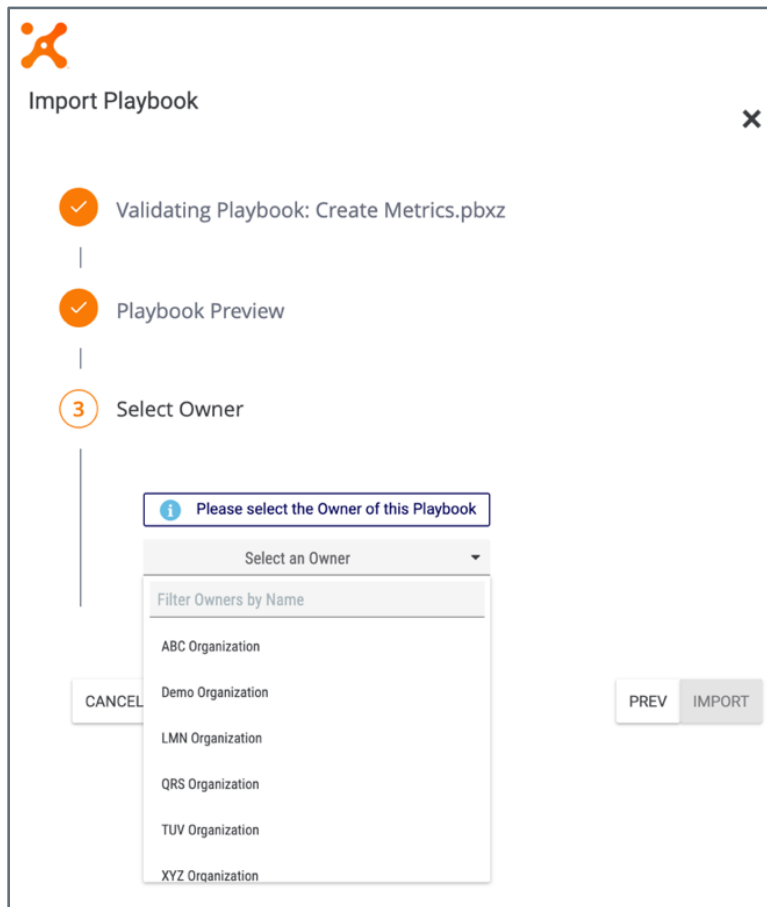 Import Playbook
Validating Playbook: Create Metrics.pbxz
Playbook Preview
3 Select Owner
Please select the Owner of this Playbook
Select an Owner
Filter Owners by Name
ABC Organization
Demo Organization
CANCEL
PREV IMPORT
LMN Organization
QRS Organization
TUV Organization
XYZ Organization